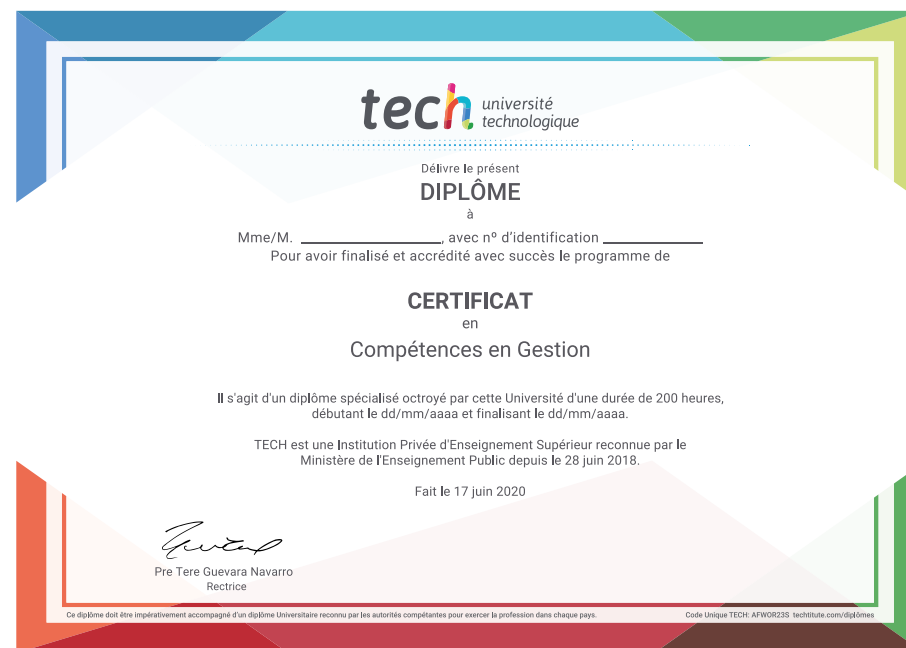 tech université
technologique
Délivre le présent
DIPLÔME
à
Mme/M. ____________________, avec nº d'identification ______________
Pour avoir finalisé et accrédité avec succès le programme de
CERTIFICAT
en
Compétences en Gestion
Il s'agit d'un diplôme spécialisé octroyé par cette Université d'une durée de 200 heures,
débutant le dd/mm/aaaa et finalisant le dd/mm/aaaa.
TECH est une Institution Privée d'Enseignement Supérieur reconnue par le
Ministère de l'Enseignement Public depuis le 28 juin 2018.
Fait le 17 juin 2020
Pre Tere Guevara Navarro
Rectrice
Ce diplôme doit être impérativement accompagné d'un diplôme Universitaire reconnu par les autorités compétantes pour exercer la profession dans chaque pays.
Code Unique TECH: AFWOR23S techtitute.com/diplômes